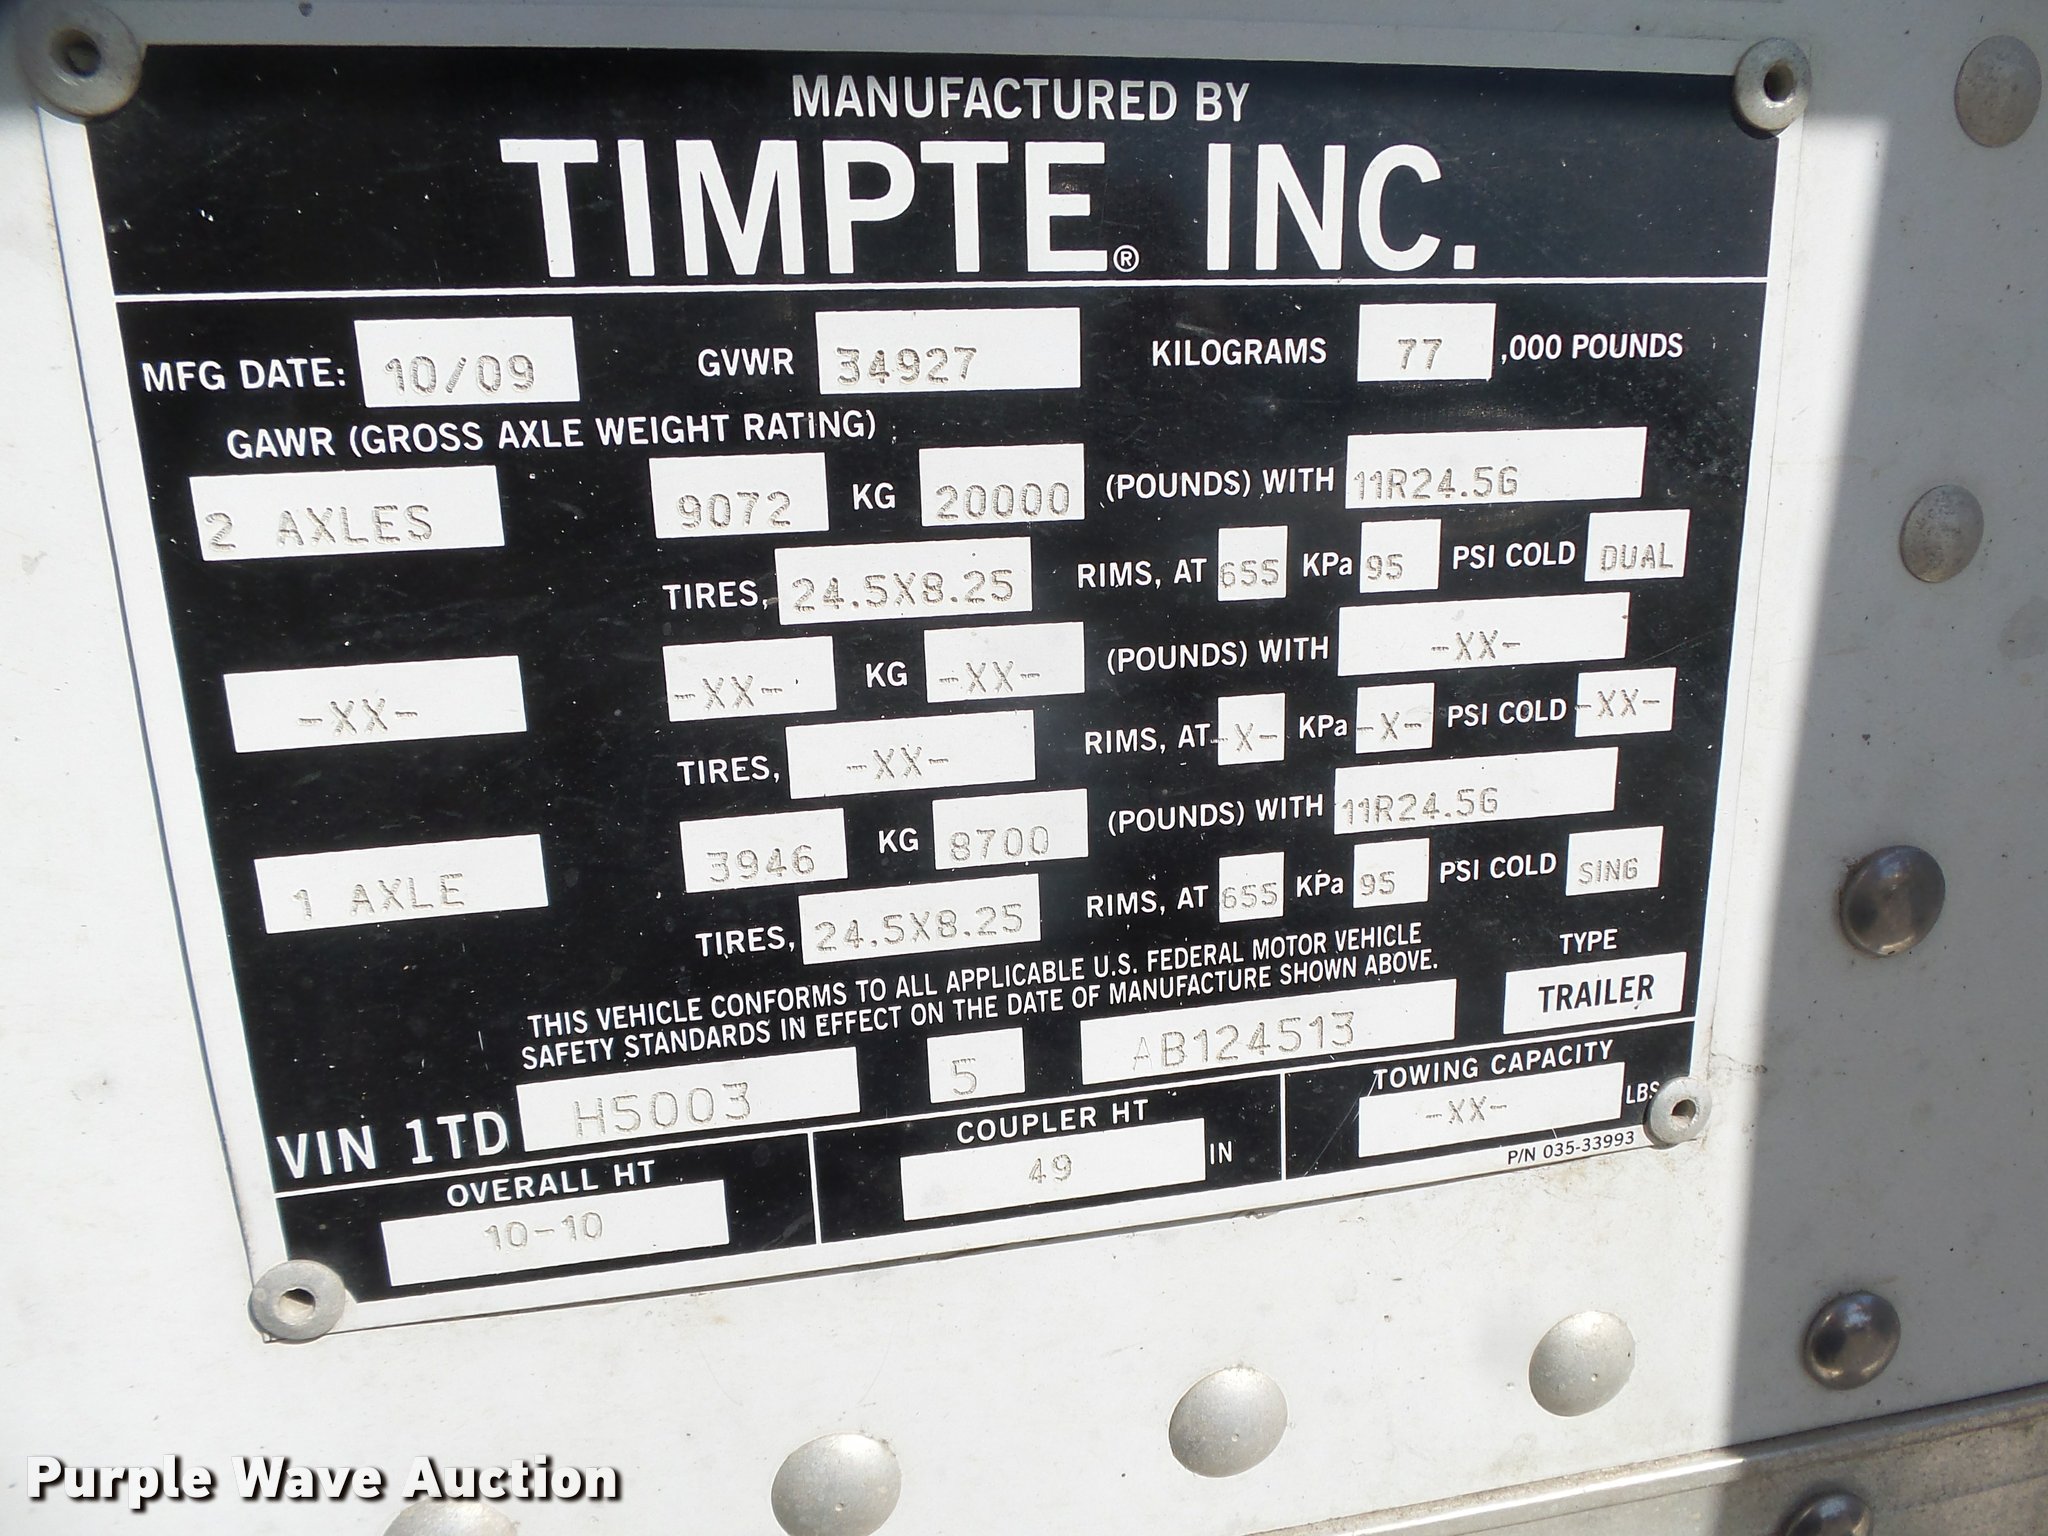 MANUFACTURED BY
TIMPTE® INC.
MFG DATE: 10/09 GVWR 34927 KILOGRAMS 77 ,000 POUNDS
GAWR (GROSS AXLE WEIGHT RATING)
2 AXLES 9072 KG 20000 (POUNDS) WITH 11R24.5G
TIRES, 24.5X8.25 RIMS, AT 655 KPa 95 PSI COLD DUAL
-XX- -XX- KG -XX- (POUNDS) WITH -XX-
TIRES, -XX- RIMS, AT -X- KPa -X- PSI COLD -XX-
1 AXLE 3946 KG 8700 (POUNDS) WITH 11R24.5G
TIRES, 24.5X8.25 RIMS, AT 655 KPa 95 PSI COLD SING
THIS VEHICLE CONFORMS TO ALL APPLICABLE U.S. FEDERAL MOTOR VEHICLE
SAFETY STANDARDS IN EFFECT ON THE DATE OF MANUFACTURE SHOWN ABOVE.
TYPE
TRAILER
VIN 1TD H5003 5 AB124513
OVERALL HT
10-10
COUPLER HT
49 IN
TOWING CAPACITY
-XX- LBS
P/N 035-33993
Purple Wave Auction